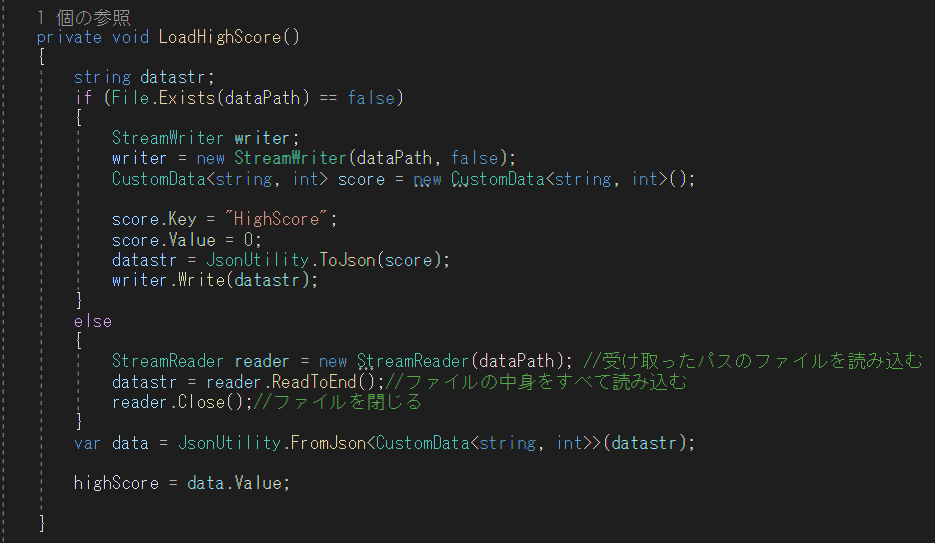 1 個の参照
private void LoadHighScore()
{
string datastr;
if (File.Exists(dataPath) == false)
{
StreamWriter writer;
writer = new StreamWriter(dataPath, false);
CustomData<string, int> score = new CustomData<string, int>();
score.Key = "HighScore";
score.Value = 0;
datastr = JsonUtility.ToJson(score);
writer.Write(datastr);
}
else
{
StreamReader reader = new StreamReader(dataPath); //受け取ったパスのファイルを読み込む
datastr = reader.ReadToEnd();//ファイルの中身をすべて読み込む
reader.Close();//ファイルを閉じる
}
var data = JsonUtility.FromJson<CustomData<string, int>>(datastr);
highScore = data.Value;
}